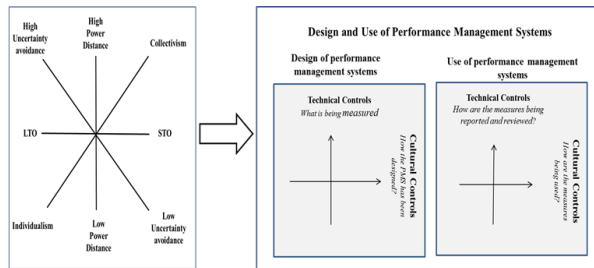 High
Uncertainty
avoidance
High
Power
Distance
Collectivism
LTO
STO
Individualism
Low
Power
Distance
Low
Uncertainty
avoidance
Design and Use of Performance Management Systems
Design of performance
management systems
Technical Controls
What is being measured
Cultural Controls
How the PMS has been
designed?
Use of performance management
systems
Technical Controls
How are the measures being
reported and reviewed?
Cultural Controls
How are the measures
being used?